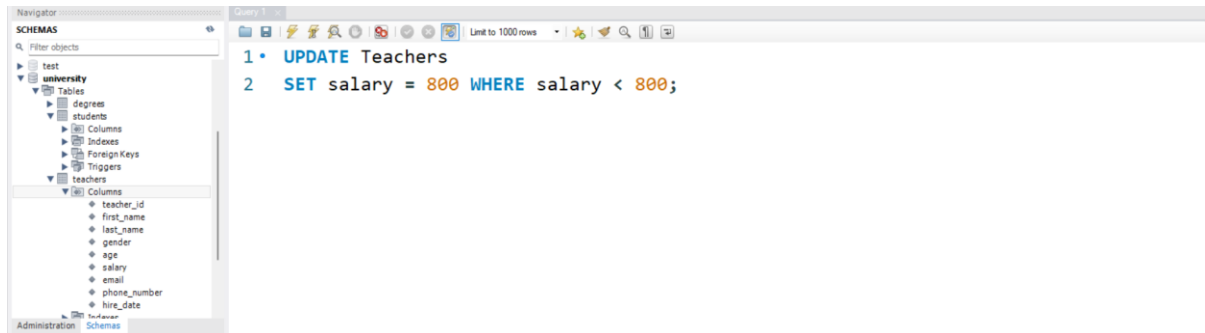 Navigator
SCHEMAS
Filter objects
test
university
Tables
degrees
students
Columns
Indexes
Foreign Keys
Triggers
teachers
Columns
teacher_id
first_name
last_name
gender
age
salary
email
phone_number
hire_date
Indexes
Administration Schemas
Query 1
Limit to 1000 rows
1 UPDATE Teachers
2 SET salary = 800 WHERE salary < 800;